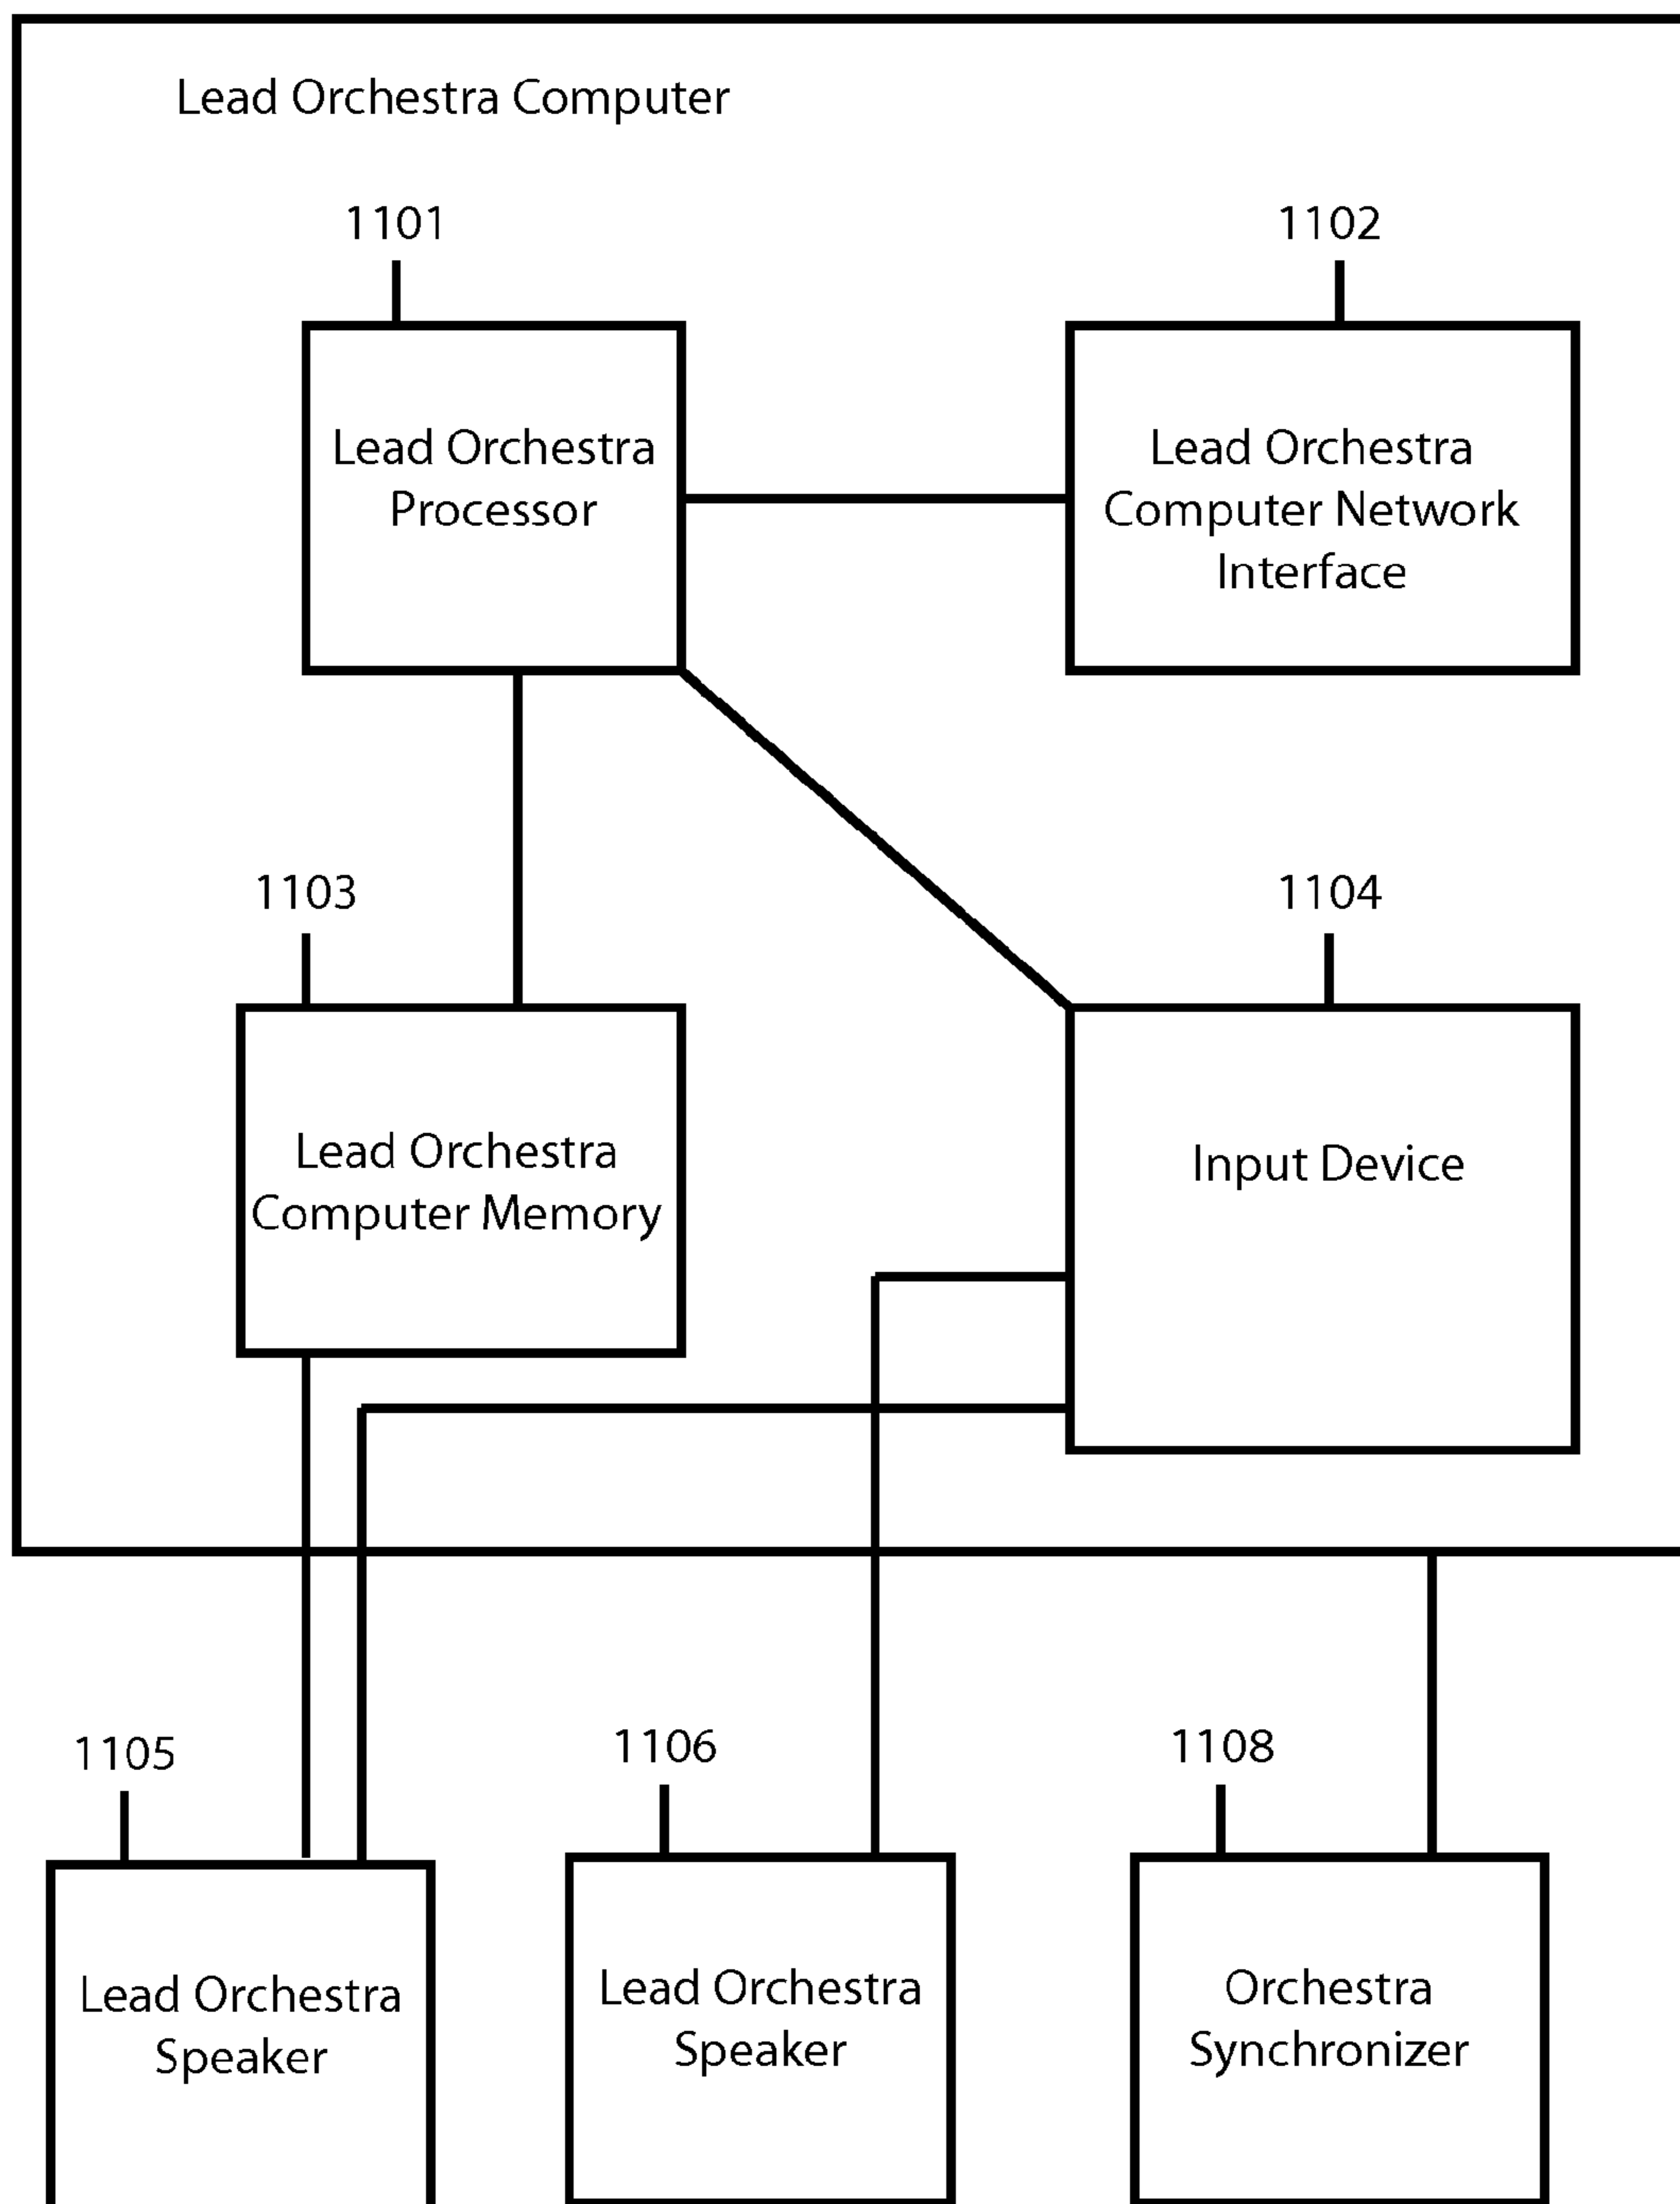 Lead Orchestra Computer
1101
1102
Lead Orchestra
Processor
Lead Orchestra
Computer Network
Interface
1103
1104
Lead Orchestra
Computer Memory
Input Device
1105
1106
1108
Lead Orchestra
Speaker
Lead Orchestra
Speaker
Orchestra
Synchronizer